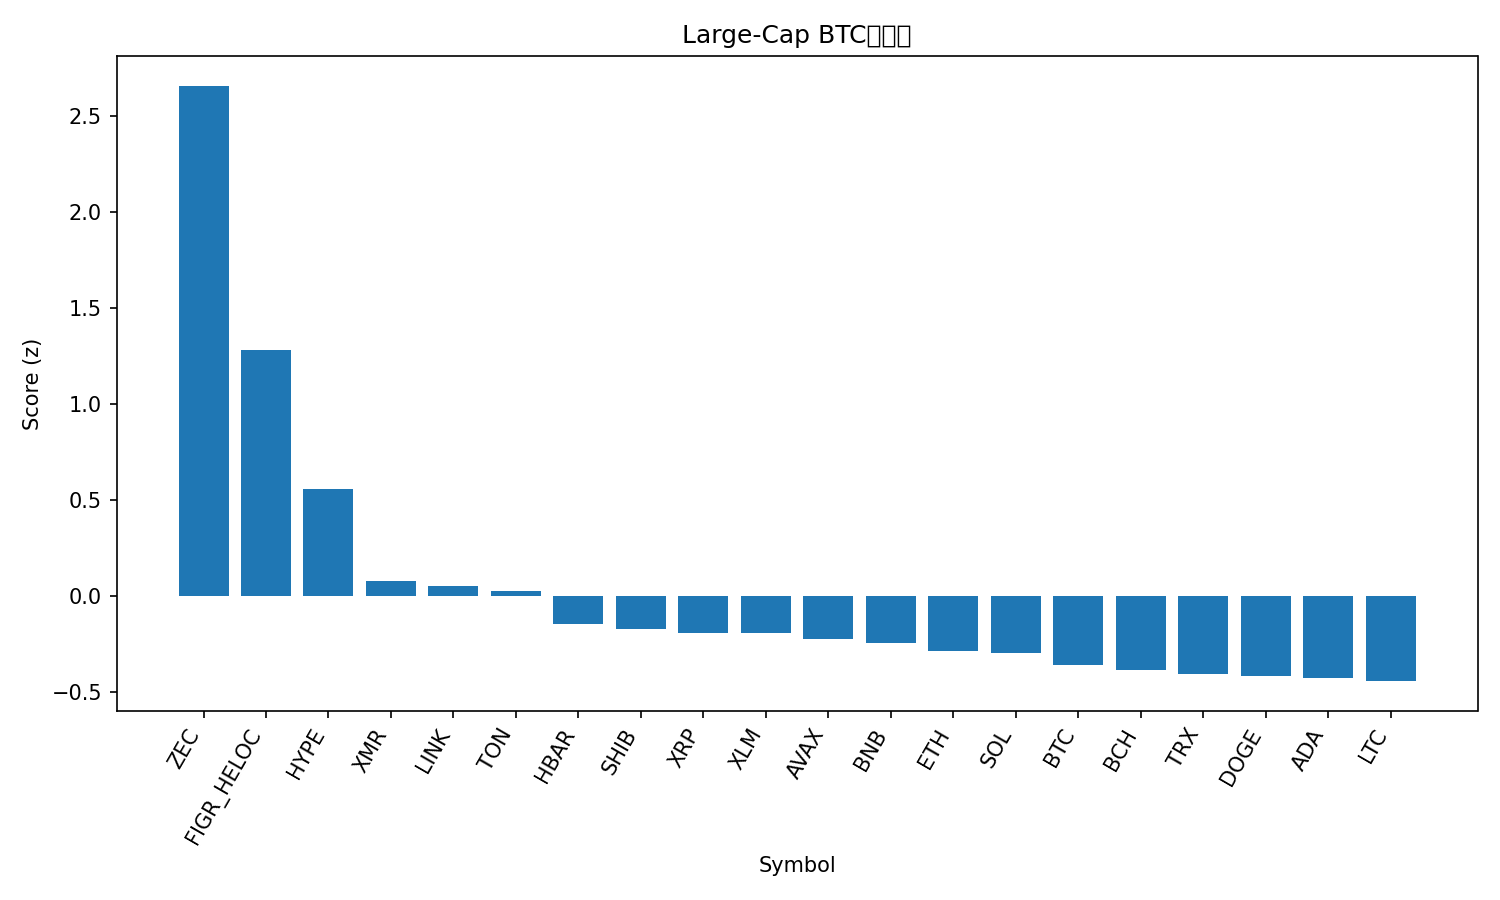 Large-Cap BTC
Score (z)
2.5
2.0
1.5
1.0
0.5
0.0
−0.5
ZEC
FIGR_HELOC
HYPE
XMR
LINK
TON
HBAR
SHIB
XRP
XLM
AVAX
BNB
ETH
SOL
BTC
BCH
TRX
DOGE
ADA
LTC
Symbol